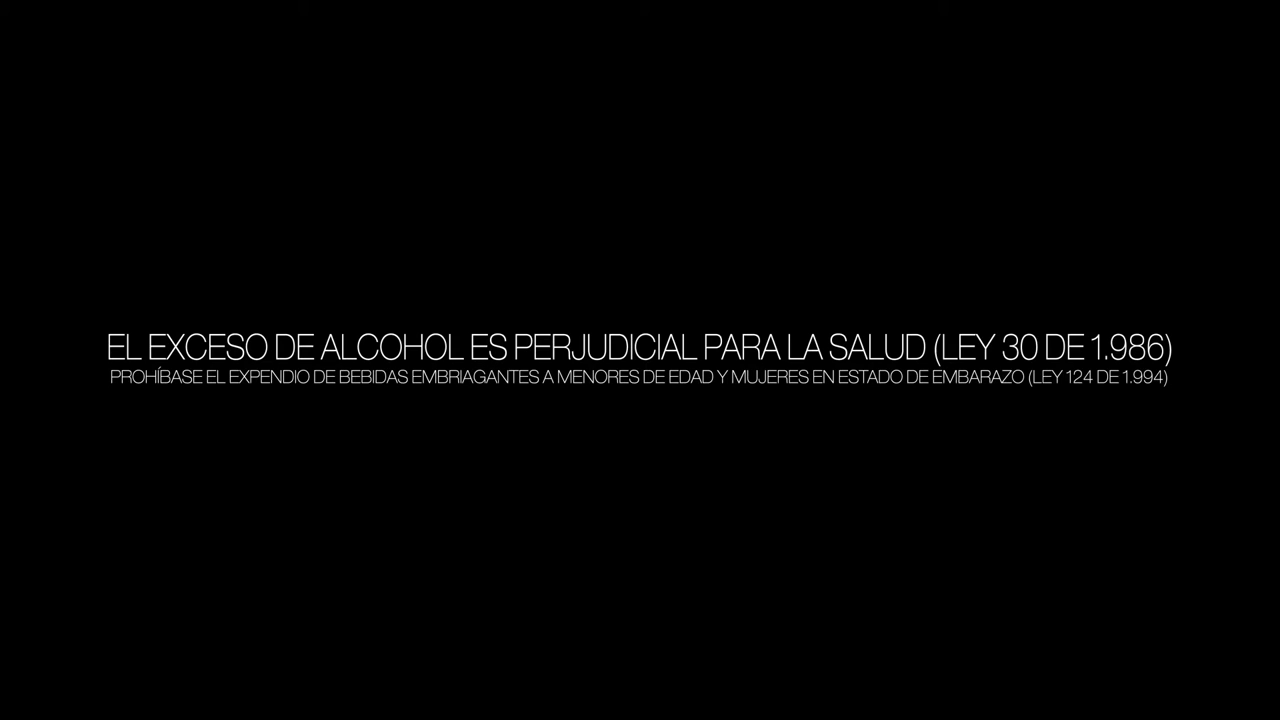 EL EXCESO DE ALCOHOL ES PERJUDICIAL PARA LA SALUD (LEY 30 DE 1.986)
PROHÍBASE EL EXPENDIO DE BEBIDAS EMBRIAGANTES A MENORES DE EDAD Y MUJERES EN ESTADO DE EMBARAZO (LEY 124 DE 1.994)